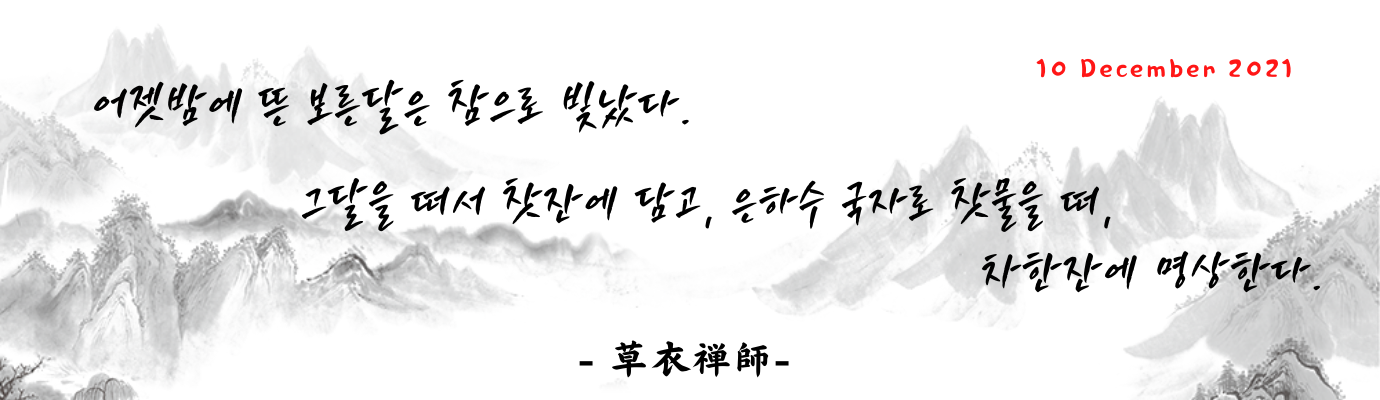 10 December 2021
어젯밤에 뜬 보름달은 참으로 빛났다.
그달을 떠서 찻잔에 담고, 은하수 국자로 찻물을 떠,
차한잔에 명상한다.
- 草衣禅師-